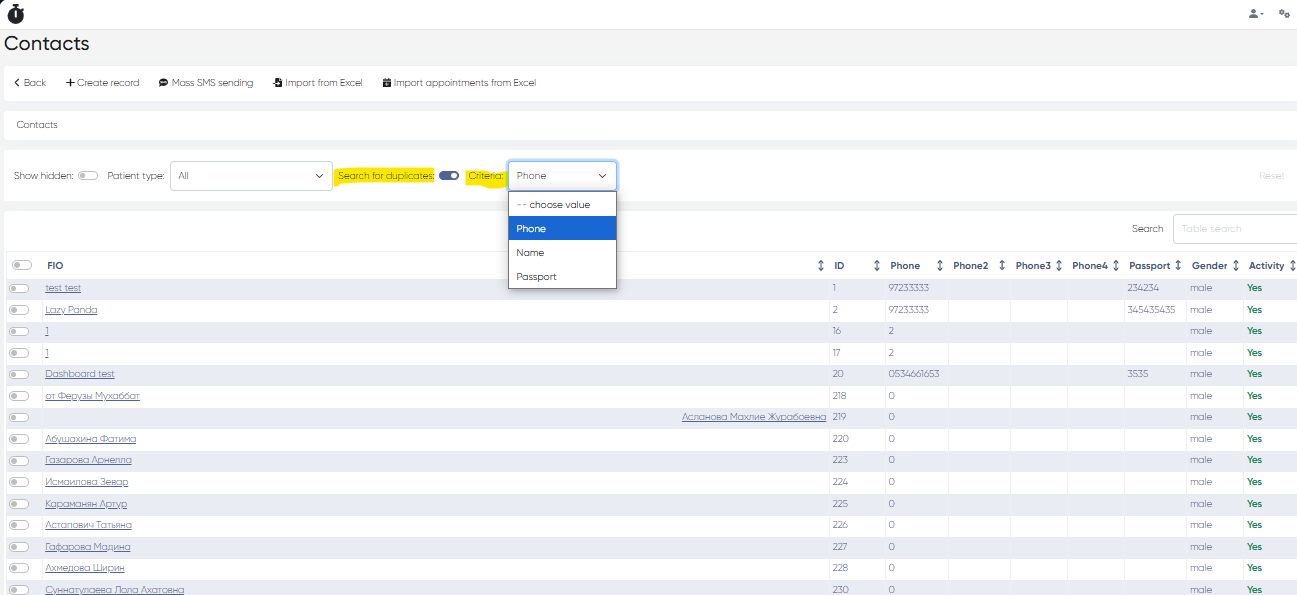 Contacts
Back Create record Mass SMS sending Import from Excel Import appointments from Excel
Contacts
Show hidden: Patient type: All Search for duplicates: Criteria: Phone Reset
-- choose value
Phone
Name
Passport
Search Table search
FIO ID Phone Phone2 Phone3 Phone4 Passport Gender Activity
test test 1 97233333 234234 male Yes
Lazy Panda 2 97233333 345435435 male Yes
1 16 2 male Yes
1 17 2 male Yes
Dashboard test 20 0534661653 3535 male Yes
от Ферузы Мухаббат 218 0 male Yes
Асланова Махлие Журабоевна 219 0 male Yes
Абушахина Фатима 220 0 male Yes
Газарова Арнелла 223 0 male Yes
Исмаилова Зевар 224 0 male Yes
Караманян Артур 225 0 male Yes
Астапович Татьяна 226 0 male Yes
Гафарова Мадина 227 0 male Yes
Ахмедова Ширин 228 0 male Yes
Суннатулаева Лола Ахатовна 230 0 male Yes